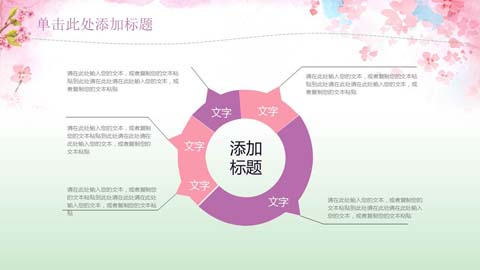 单击此处添加标题
请在此处输入您的文本，或者复制您的文本粘
贴到此处请在此处请在此处输入您的文本，或
者复制您的文本粘贴
请在此处输入您的文本，或者复制您的文本粘
贴到此处请在此处请在此处输入您的文本，或
者复制您的文本粘贴
文字
文字
请在此处输入您的文本，或者复制
您的文本粘贴到此处请在此处请在
此处输入您的文本，或者复制您的
文本粘贴
文字
添加
标题
请在此处输入您的文本，或者复制您
的文本粘贴到此处请在此处请在此处
输入您的文本，或者复制您的文本粘
贴
文字
文字
请在此处输入您的文本，或者复制您的文
本粘贴到此处请在此处请在此处输入您的
文本，或者复制您的文本粘贴